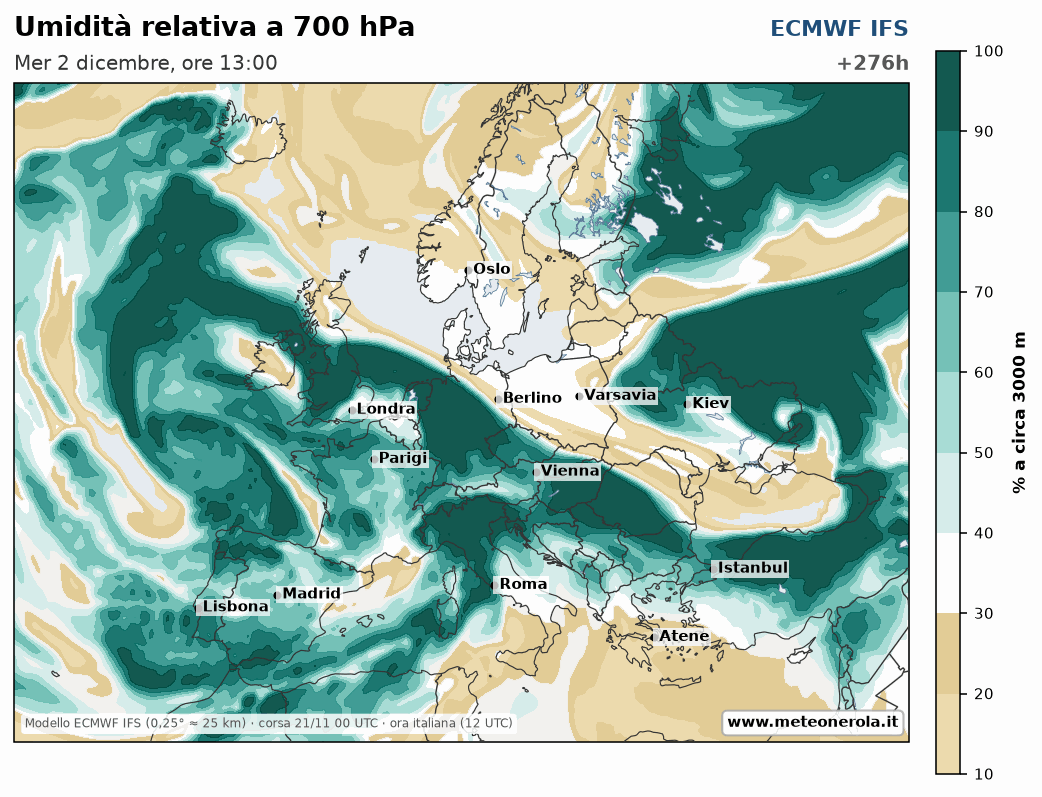 Umidità relativa a 700 hPa
ECMWF IFS
Mer 2 dicembre, ore 13:00
+276h
100
90
80
70
60
50
40
30
20
10
% a circa 3000 m
Oslo
Berlino
Varsavia
Kiev
Londra
Parigi
Vienna
Istanbul
Roma
Madrid
Lisbona
Atene
Modello ECMWF IFS (0,25° ≈ 25 km) · corsa 21/11 00 UTC · ora italiana (12 UTC)
www.meteonerola.it